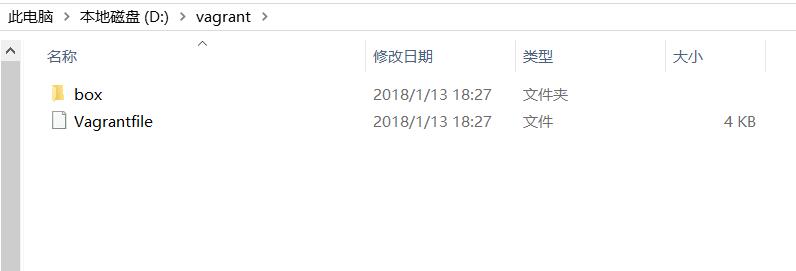 此电脑 > 本地磁盘 (D:) > vagrant >
名称 修改日期 类型 大小
box 2018/1/13 18:27 文件夹
Vagrantfile 2018/1/13 18:27 文件 4 KB